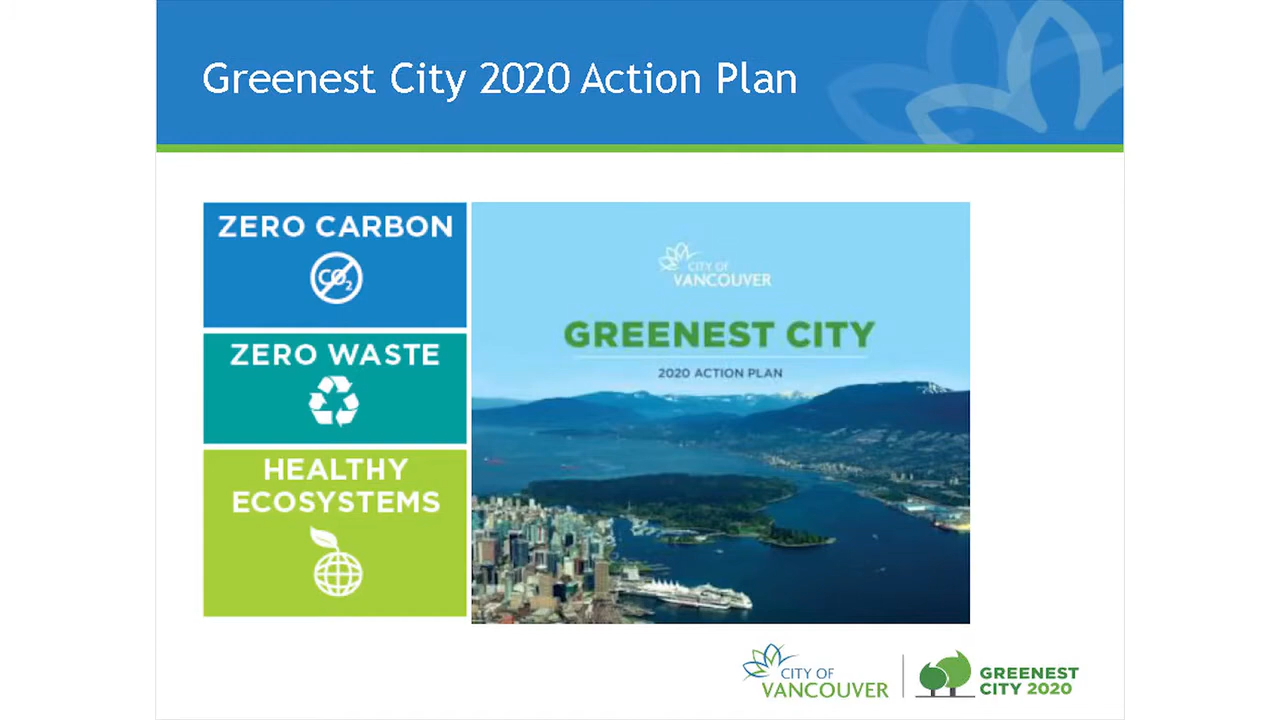 Greenest City 2020 Action Plan
ZERO CARBON
CO₂
ZERO WASTE
HEALTHY
ECOSYSTEMS
CITY OF
VANCOUVER
GREENEST CITY
2020 ACTION PLAN
CITY OF
VANCOUVER
GREENEST
CITY 2020